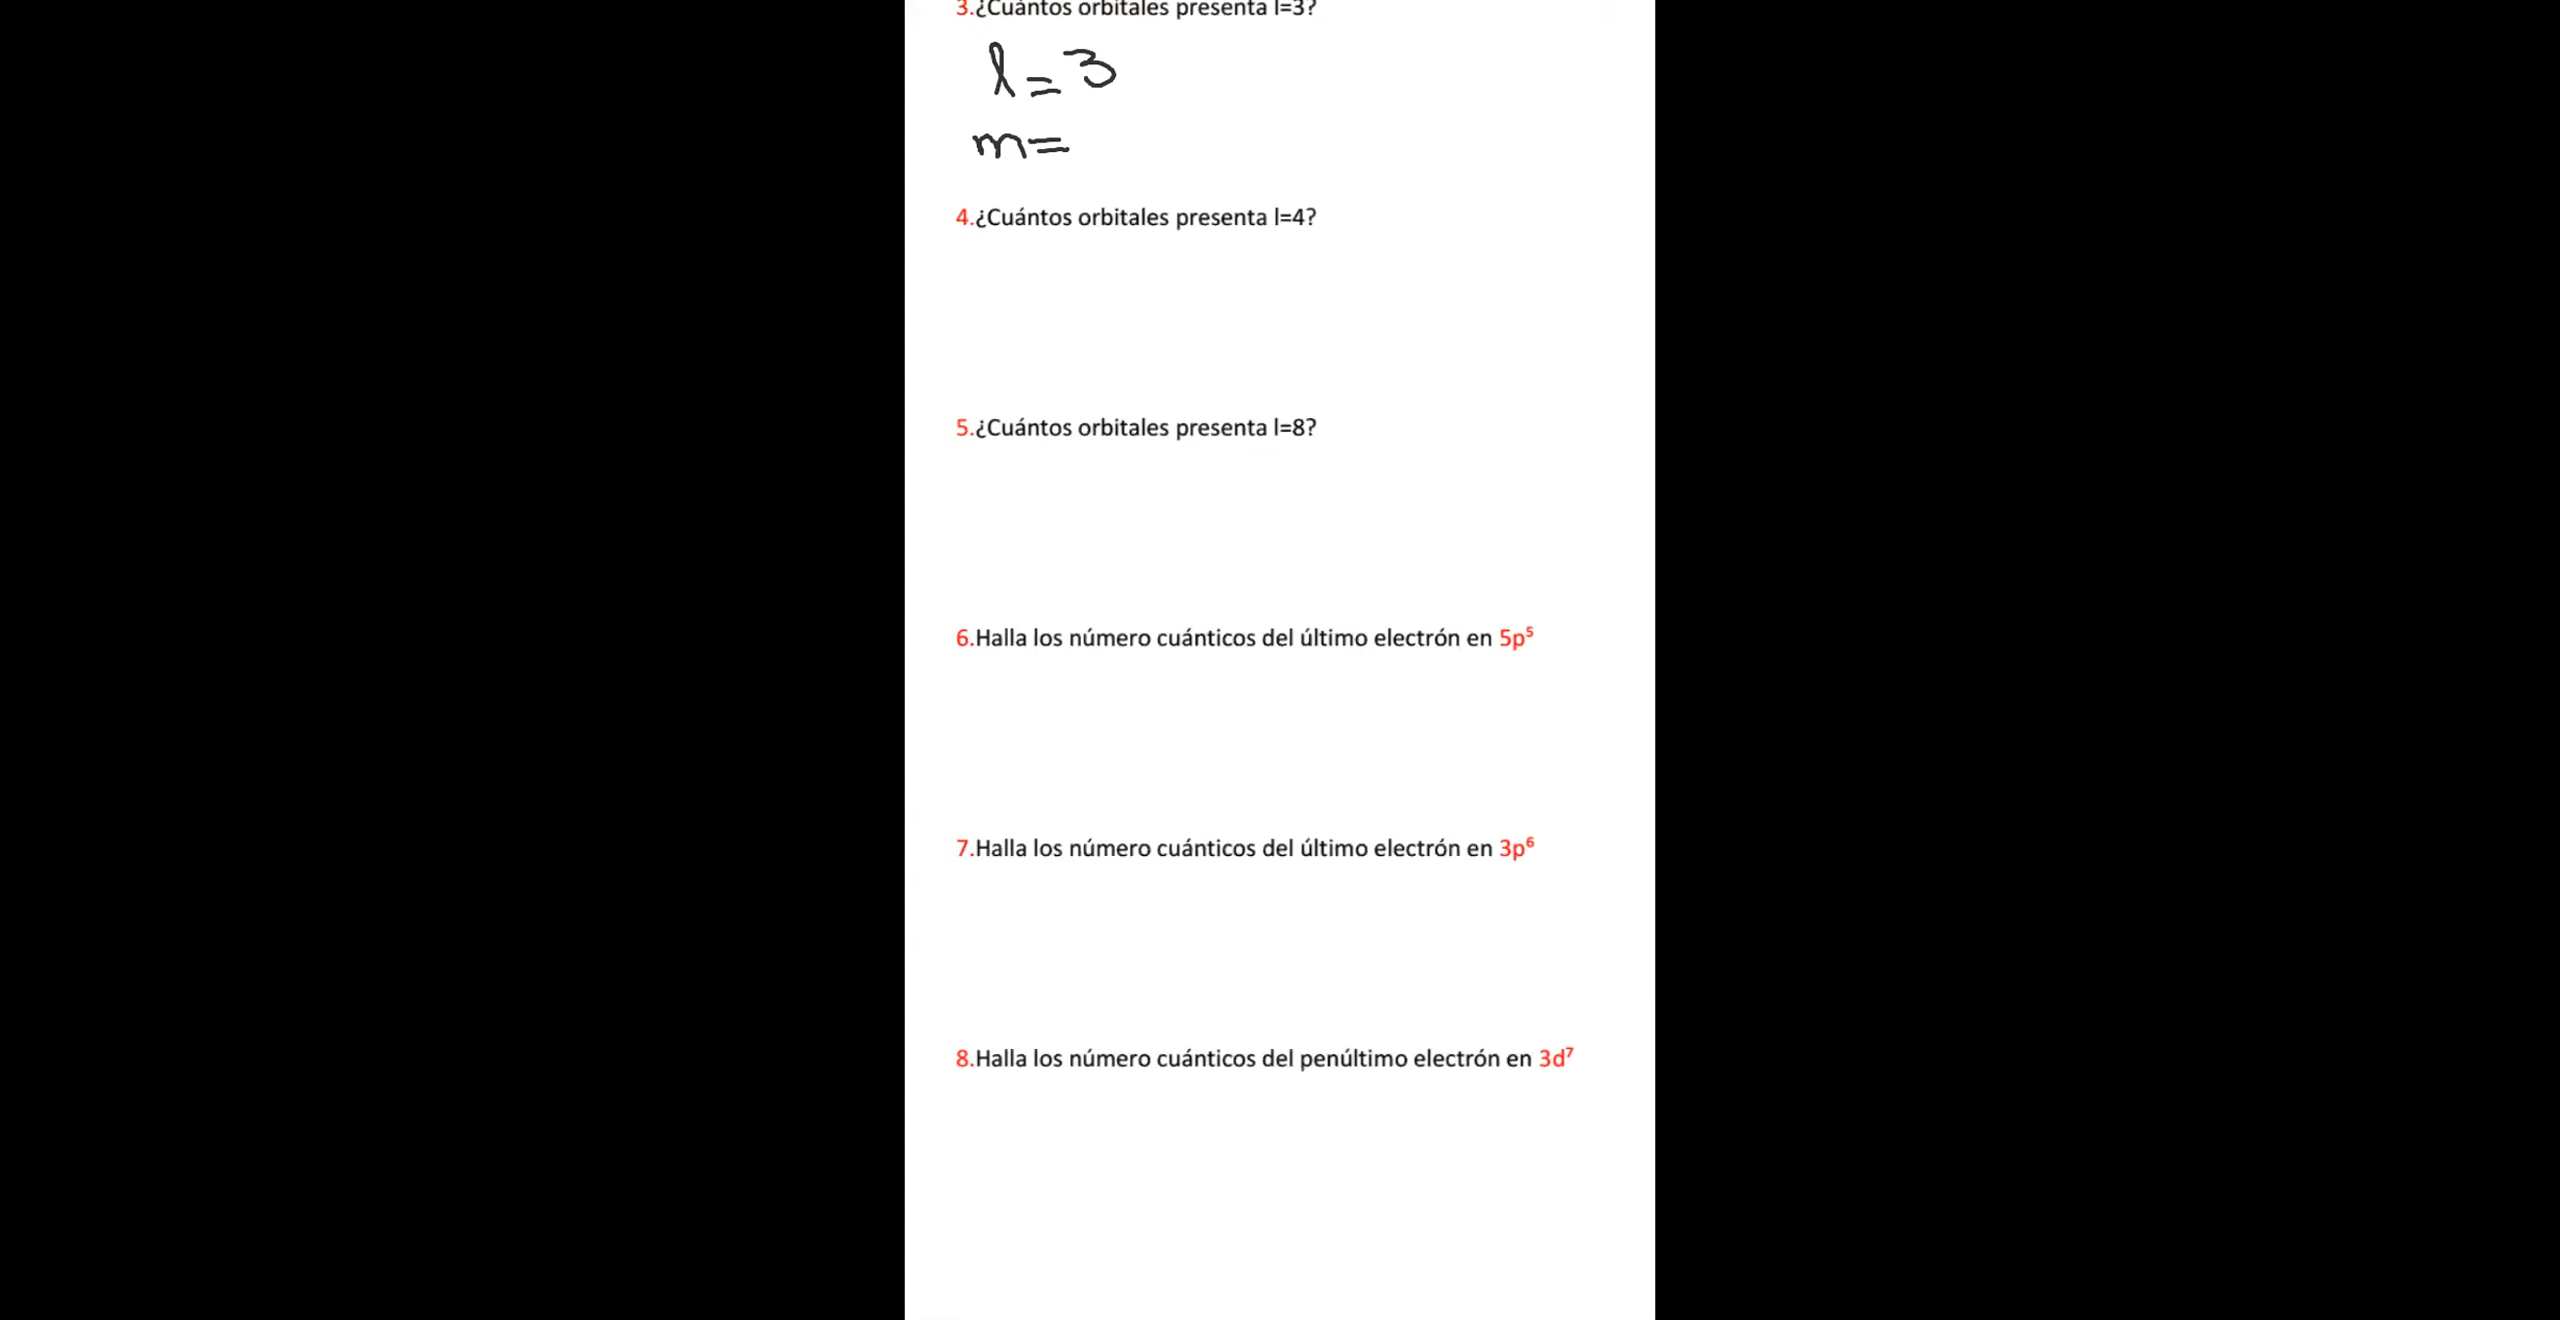 3.¿Cuántos orbitales presenta l=3?
l=3
m=
4.¿Cuántos orbitales presenta l=4?
5.¿Cuántos orbitales presenta l=8?
6.Halla los número cuánticos del último electrón en 5p⁵
7.Halla los número cuánticos del último electrón en 3p⁶
8.Halla los número cuánticos del penúltimo electrón en 3d⁷